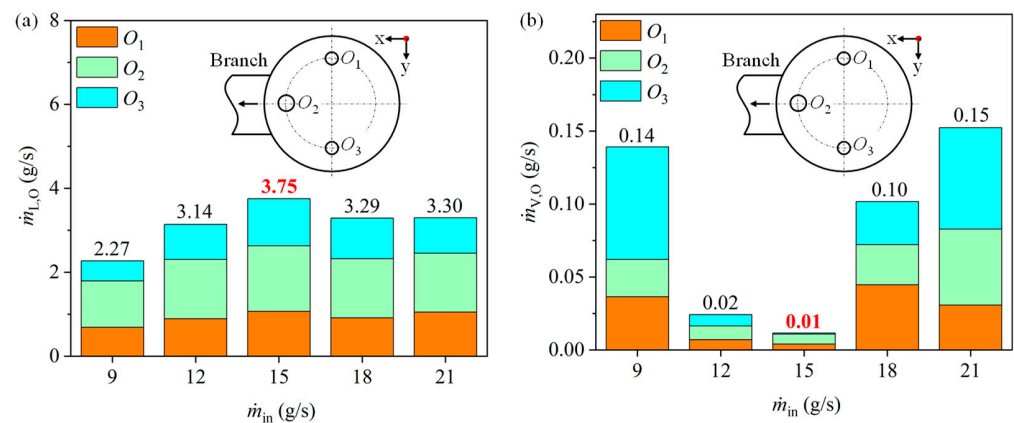 (a)
8
6
4
2
0
ṁL,O (g/s)
O1
O2
O3
Branch
x
y
O1
O2
O3
2.27
3.14
3.75
3.29
3.30
9 12 15 18 21
ṁin (g/s)
(b)
0.20
0.15
0.10
0.05
0.00
ṁV,O (g/s)
O1
O2
O3
Branch
x
y
O1
O2
O3
0.14
0.02
0.01
0.10
0.15
9 12 15 18 21
ṁin (g/s)